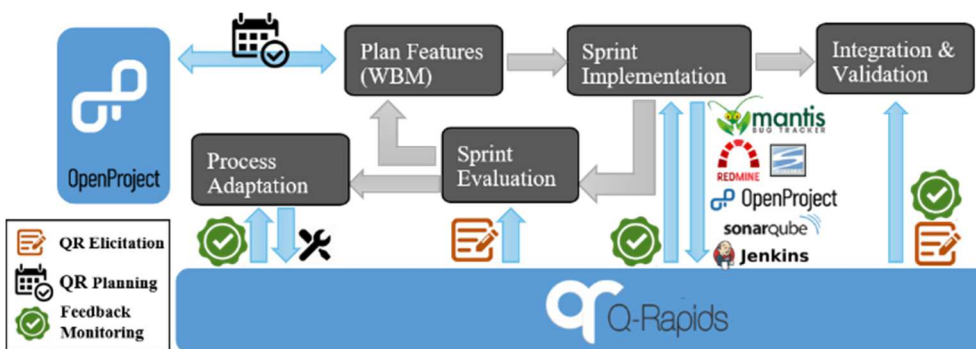 Plan Features
(WBM)
Sprint
Implementation
Integration &
Validation
OpenProject
Process
Adaptation
Sprint
Evaluation
mantis
BUG TRACKER
REDMINE
OpenProject
sonarqube
Jenkins
QR Elicitation
QR Planning
Feedback
Monitoring
Q-Rapids